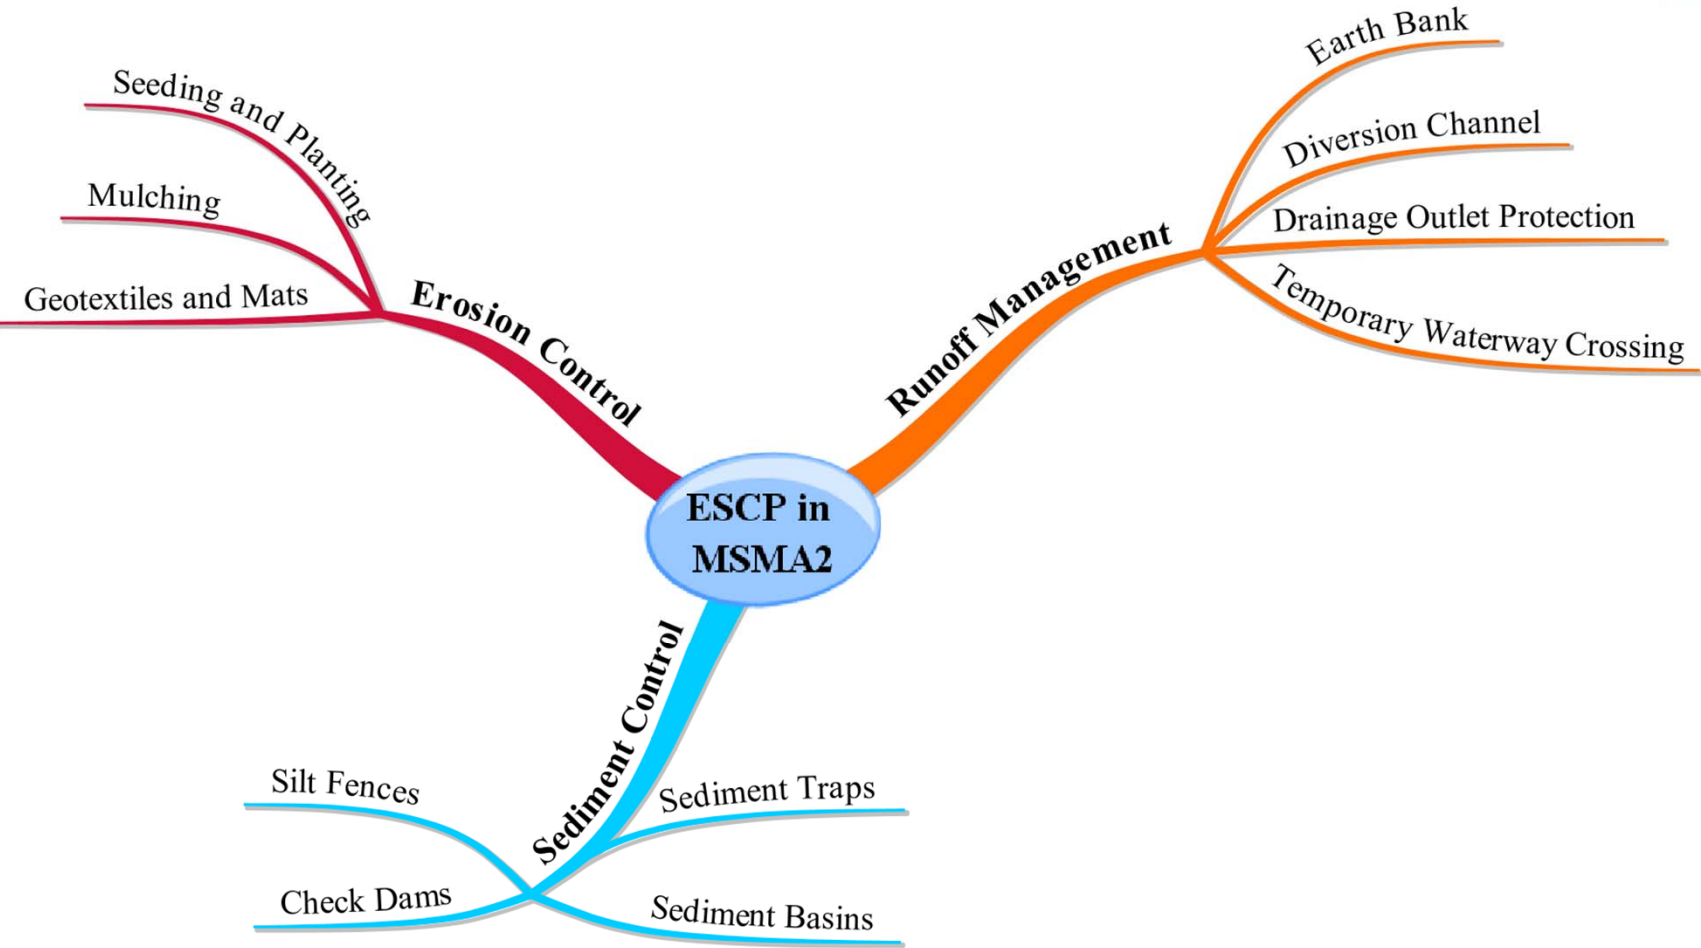 ESCP in
MSMA2
Erosion Control
Seeding and Planting
Mulching
Geotextiles and Mats
Runoff Management
Earth Bank
Diversion Channel
Drainage Outlet Protection
Temporary Waterway Crossing
Sediment Control
Silt Fences
Check Dams
Sediment Traps
Sediment Basins